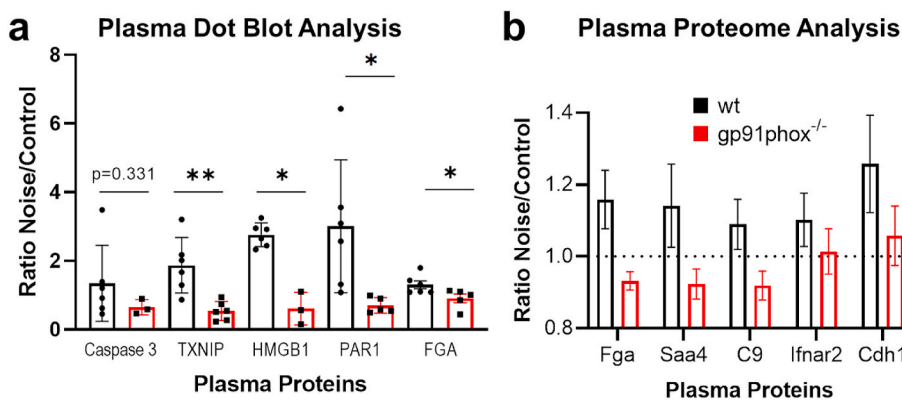 a
Plasma Dot Blot Analysis
Ratio Noise/Control
8
6
4
2
0
p=0.331
**
*
*
*
Caspase 3 TXNIP HMGB1 PAR1 FGA
Plasma Proteins
b
Plasma Proteome Analysis
Ratio Noise/Control
1.4
1.2
1.0
0.8
wt
gp91phox-/-
Fga Saa4 C9 Ifnar2 Cdh1
Plasma Proteins